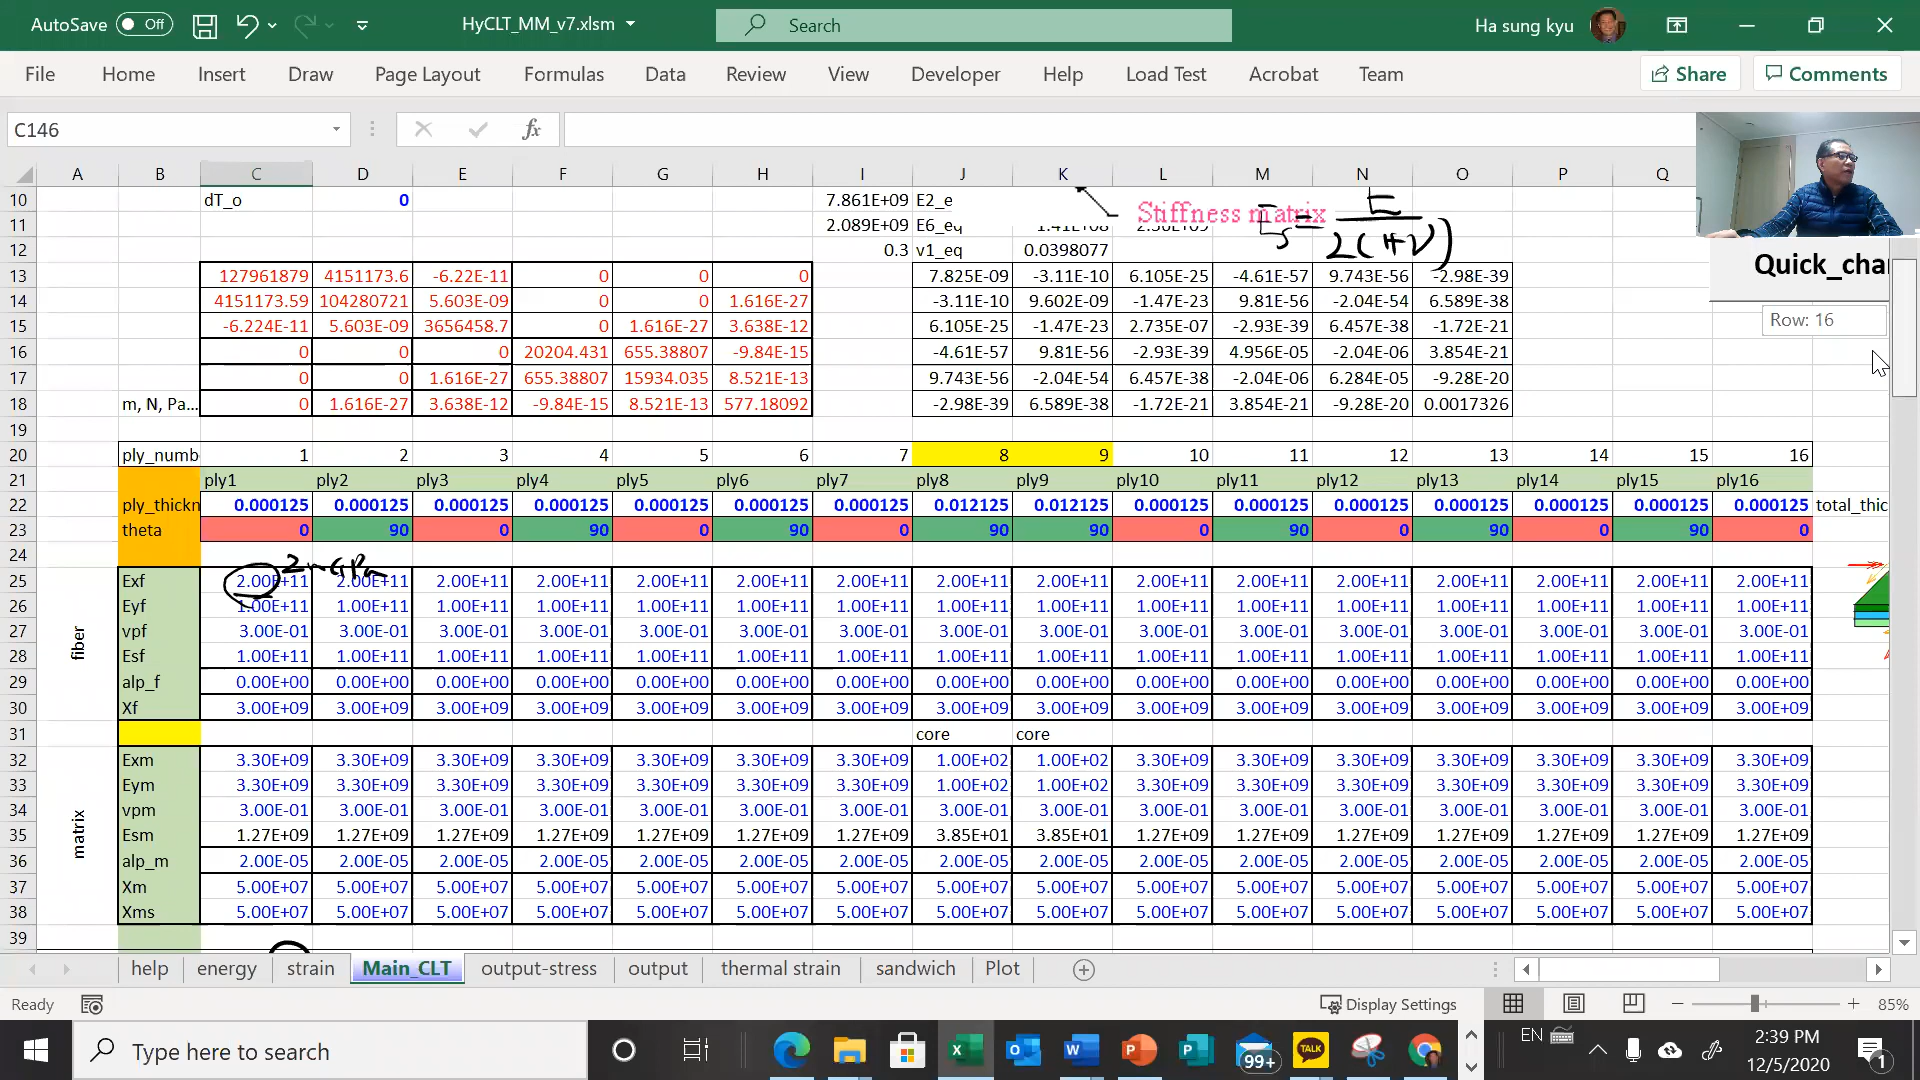 AutoSave Off HyCLT_MM_v7.xlsm Search Ha sung kyu
File Home Insert Draw Page Layout Formulas Data Review View Developer Help Load Test Acrobat Team Share Comments
C146 fx
A B C D E F G H I J K L M N O P Q
10 dT_o 0 7.861E+09 E2_e
Stiffness matrix
Es = E / 2(1+ν)
11 2.089E+09 E6_eq
12 0.3 v1_eq 0.0398077
Quick_cha
13 127961879 4151173.6 -6.22E-11 0 0 0 7.825E-09 -3.11E-10 6.105E-25 -4.61E-57 9.743E-56 -2.98E-39
14 4151173.59 104280721 5.603E-09 0 0 1.616E-27 -3.11E-10 9.602E-09 -1.47E-23 9.81E-56 -2.04E-54 6.589E-38
15 -6.224E-11 5.603E-09 3656458.7 0 1.616E-27 3.638E-12 6.105E-25 -1.47E-23 2.735E-07 -2.93E-39 6.457E-38 -1.72E-21
Row: 16
16 0 0 0 20204.431 655.38807 -9.84E-15 -4.61E-57 9.81E-56 -2.93E-39 4.956E-05 -2.04E-06 3.854E-21
17 0 0 1.616E-27 655.38807 15934.035 8.521E-13 9.743E-56 -2.04E-54 6.457E-38 -2.04E-06 6.284E-05 -9.28E-20
18 m, N, Pa... 0 1.616E-27 3.638E-12 -9.84E-15 8.521E-13 577.18092 -2.98E-39 6.589E-38 -1.72E-21 3.854E-21 -9.28E-20 0.0017326
19
20 ply_numb 1 2 3 4 5 6 7 8 9 10 11 12 13 14 15 16
21 ply1 ply2 ply3 ply4 ply5 ply6 ply7 ply8 ply9 ply10 ply11 ply12 ply13 ply14 ply15 ply16
22 ply_thickn 0.000125 0.000125 0.000125 0.000125 0.000125 0.000125 0.000125 0.012125 0.012125 0.000125 0.000125 0.000125 0.000125 0.000125 0.000125 0.000125 total_thic
23 theta 0 90 0 90 0 90 0 0 0 0 90 0 90 0 90 0
24
25 Exf 2.00E+11 2.00E+11 2.00E+11 2.00E+11 2.00E+11 2.00E+11 2.00E+11 2.00E+11 2.00E+11 2.00E+11 2.00E+11 2.00E+11 2.00E+11 2.00E+11 2.00E+11 2.00E+11
26 Eyf 1.00E+11 1.00E+11 1.00E+11 1.00E+11 1.00E+11 1.00E+11 1.00E+11 1.00E+11 1.00E+11 1.00E+11 1.00E+11 1.00E+11 1.00E+11 1.00E+11 1.00E+11 1.00E+11
fiber
27 vpf 3.00E-01 3.00E-01 3.00E-01 3.00E-01 3.00E-01 3.00E-01 3.00E-01 3.00E-01 3.00E-01 3.00E-01 3.00E-01 3.00E-01 3.00E-01 3.00E-01 3.00E-01 3.00E-01
28 Esf 1.00E+11 1.00E+11 1.00E+11 1.00E+11 1.00E+11 1.00E+11 1.00E+11 1.00E+11 1.00E+11 1.00E+11 1.00E+11 1.00E+11 1.00E+11 1.00E+11 1.00E+11 1.00E+11
29 alp_f 0.00E+00 0.00E+00 0.00E+00 0.00E+00 0.00E+00 0.00E+00 0.00E+00 0.00E+00 0.00E+00 0.00E+00 0.00E+00 0.00E+00 0.00E+00 0.00E+00 0.00E+00 0.00E+00
30 Xf 3.00E+09 3.00E+09 3.00E+09 3.00E+09 3.00E+09 3.00E+09 3.00E+09 3.00E+09 3.00E+09 3.00E+09 3.00E+09 3.00E+09 3.00E+09 3.00E+09 3.00E+09 3.00E+09
31 core core
32 Exm 3.30E+09 3.30E+09 3.30E+09 3.30E+09 3.30E+09 3.30E+09 3.30E+09 1.00E+02 1.00E+02 3.30E+09 3.30E+09 3.30E+09 3.30E+09 3.30E+09 3.30E+09 3.30E+09
33 Eym 3.30E+09 3.30E+09 3.30E+09 3.30E+09 3.30E+09 3.30E+09 3.30E+09 1.00E+02 1.00E+02 3.30E+09 3.30E+09 3.30E+09 3.30E+09 3.30E+09 3.30E+09 3.30E+09
34 vpm 3.00E-01 3.00E-01 3.00E-01 3.00E-01 3.00E-01 3.00E-01 3.00E-01 3.00E-01 3.00E-01 3.00E-01 3.00E-01 3.00E-01 3.00E-01 3.00E-01 3.00E-01 3.00E-01
matrix
35 Esm 1.27E+09 1.27E+09 1.27E+09 1.27E+09 1.27E+09 1.27E+09 1.27E+09 3.85E+01 3.85E+01 1.27E+09 1.27E+09 1.27E+09 1.27E+09 1.27E+09 1.27E+09 1.27E+09
36 alp_m 2.00E-05 2.00E-05 2.00E-05 2.00E-05 2.00E-05 2.00E-05 2.00E-05 2.00E-05 2.00E-05 2.00E-05 2.00E-05 2.00E-05 2.00E-05 2.00E-05 2.00E-05 2.00E-05
37 Xm 5.00E+07 5.00E+07 5.00E+07 5.00E+07 5.00E+07 5.00E+07 5.00E+07 5.00E+07 5.00E+07 5.00E+07 5.00E+07 5.00E+07 5.00E+07 5.00E+07 5.00E+07 5.00E+07
38 Xms 5.00E+07 5.00E+07 5.00E+07 5.00E+07 5.00E+07 5.00E+07 5.00E+07 5.00E+07 5.00E+07 5.00E+07 5.00E+07 5.00E+07 5.00E+07 5.00E+07 5.00E+07 5.00E+07
39
help energy strain Main_CLT output-stress output thermal strain sandwich Plot
Ready Display Settings 85%
Type here to search 99+ TALK EN 2:39 PM
12/5/2020 1